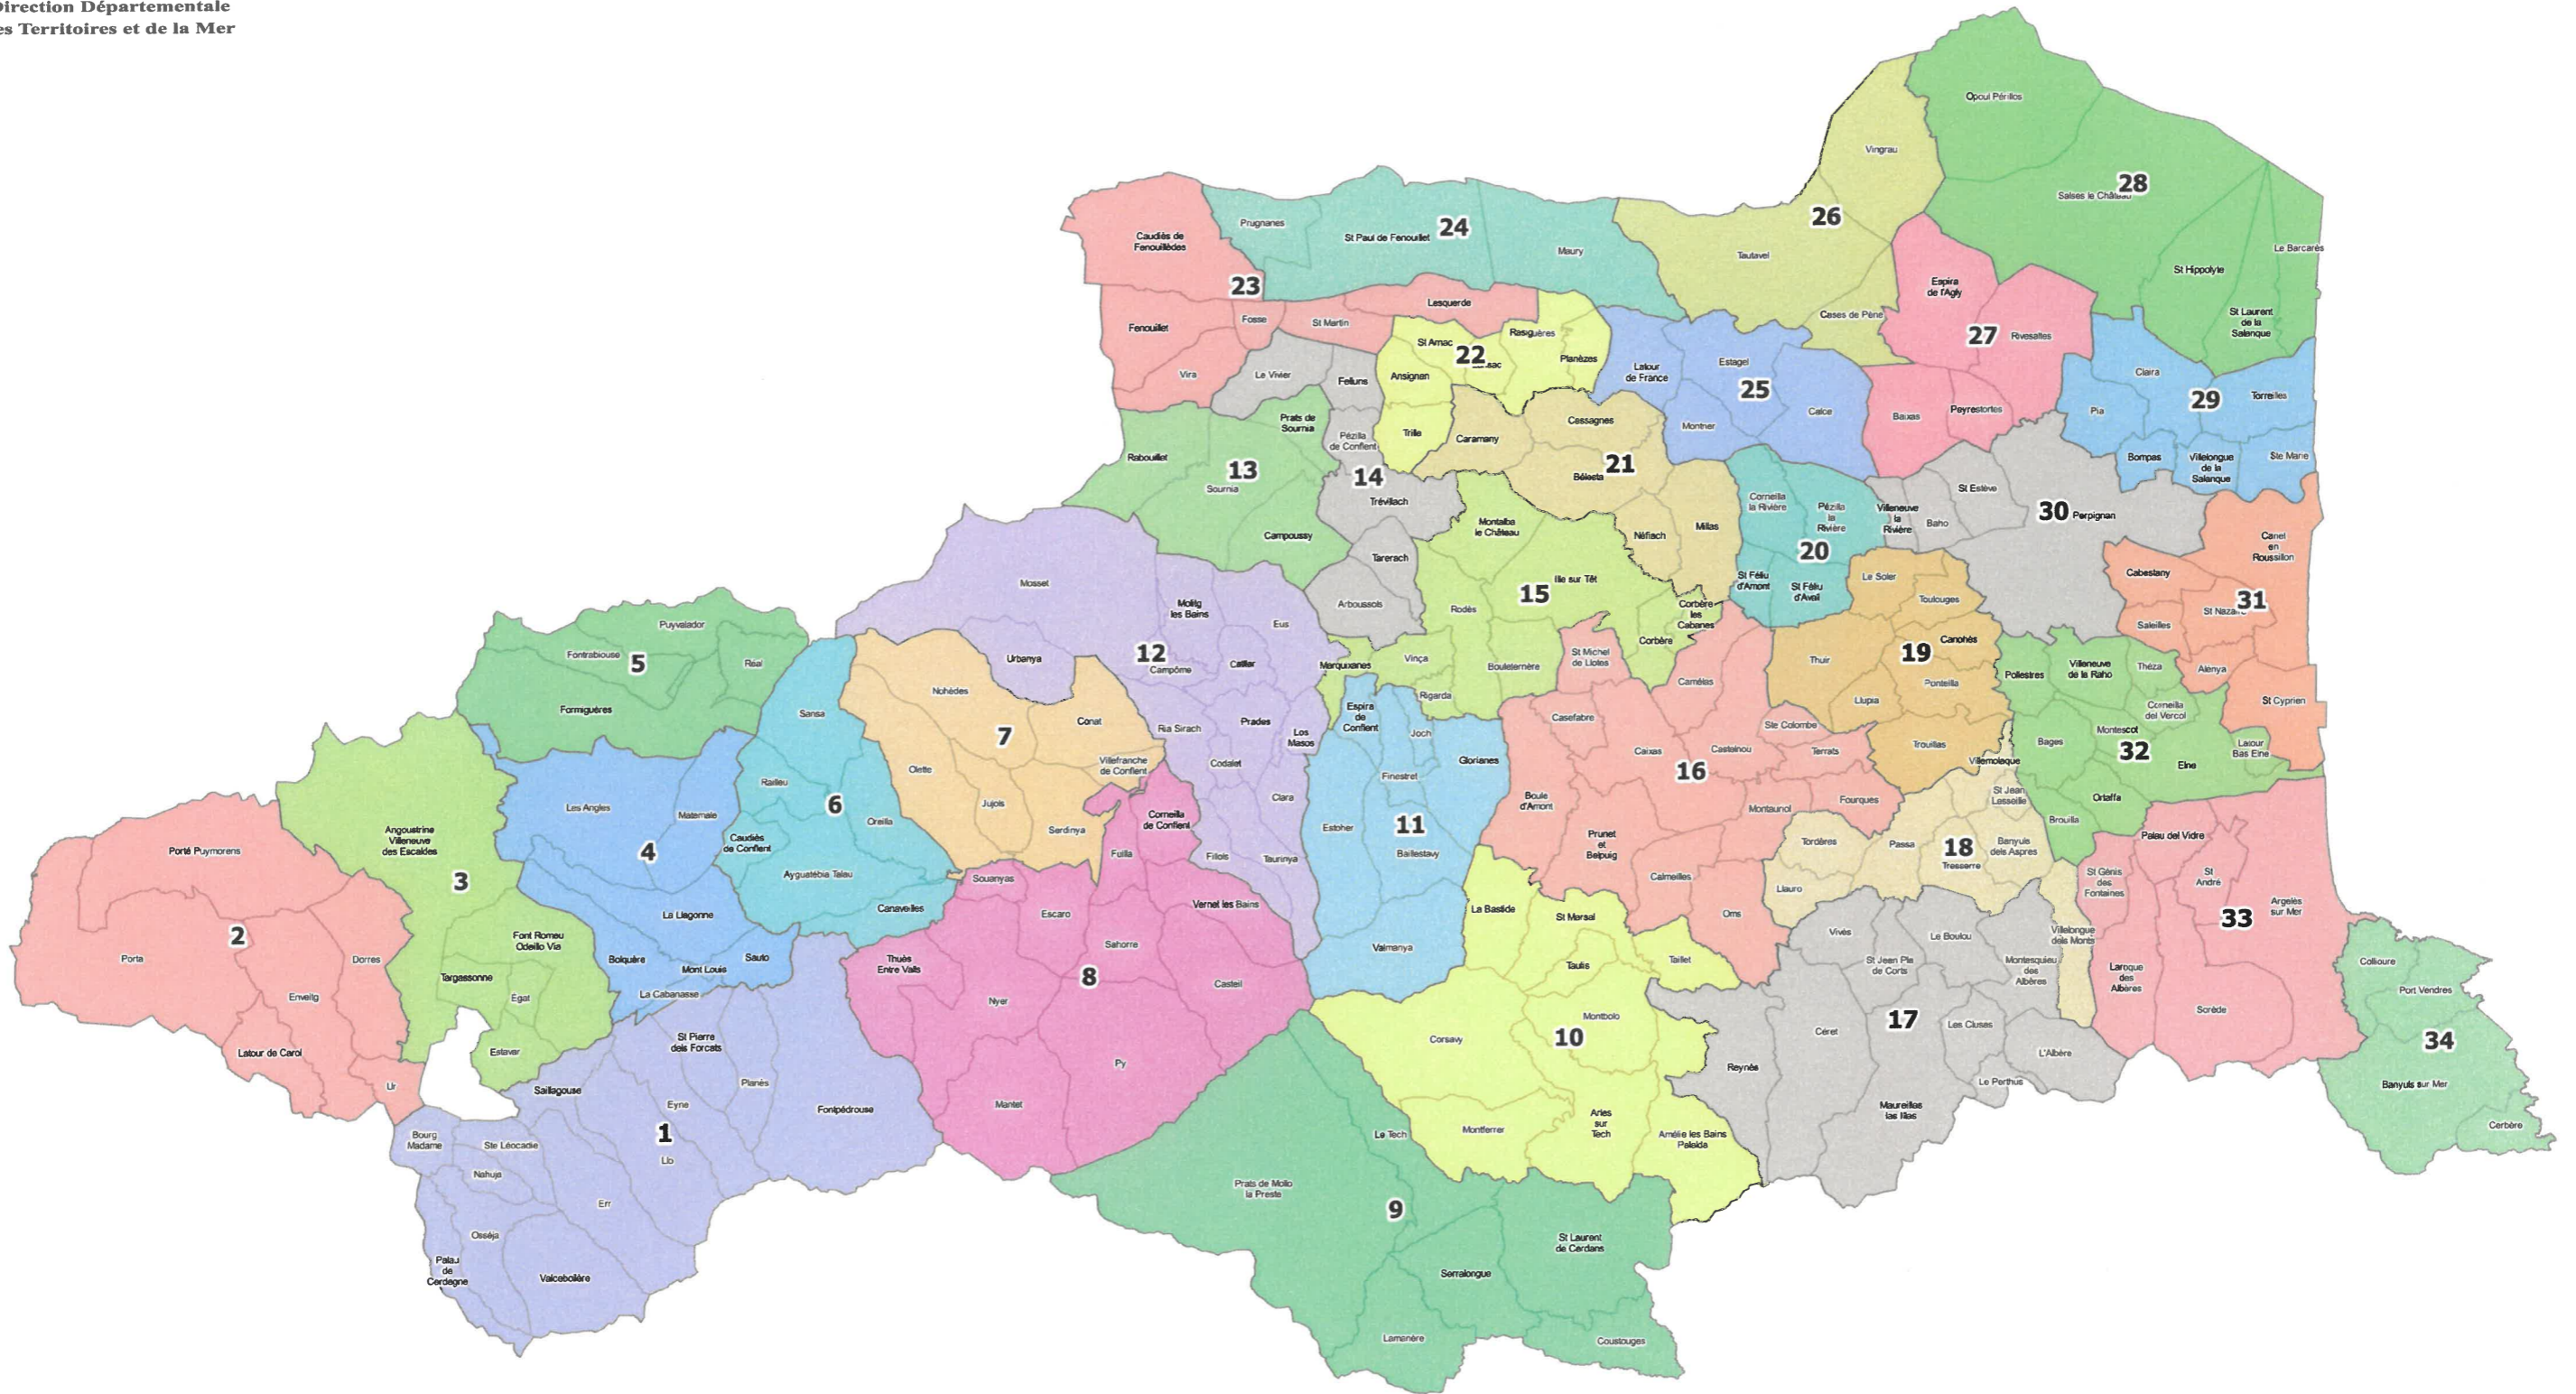 Direction Départementale
es Territoires et de la Mer
Opoul Périllos
Vingrau
28
Salses le Château
26
Prugnanes
24
St Paul de Fenouillet
Maury
Caudiès de
Fenouillèdes
Tautavel
Le Barcarès
St Hippolyte
Espira
de l'Agly
23
Lesquerde
Cases de Pène
St Laurent
de la
Salanque
Fenouillet
Fosse
St Martin
Rasiguères
27
Rivesaltes
St Arnac
22
Planèzes
Latour
de France
Estagel
Vira
Le Vivier
Felluns
Ansignan
25
Claira
29
Torreilles
Calce
Baixas
Peyrestortes
Pia
Prats de
Sournia
Pézilla
de Conflent
Trilla
Caramany
Cassagnes
Montner
Rabouillet
13
Sournia
14
Trévillach
21
Bélesta
Bompas
Villelongue
de la
Salanque
Ste Marie
Corneilla
la Rivière
Pézilla
la
Rivière
Villeneuve
la
Rivière
St Estève
Baho
30
Perpignan
Campoussy
Montalba
le Château
Néfiach
Millas
20
Canet
en
Roussillon
Tarerach
Mosset
Ille sur Têt
15
St Féliu
d'Amont
St Féliu
d'Avall
Le Soler
Cabestany
Molitg
les Bains
Arboussols
Rodès
Corbère
les
Cabanes
Toulouges
31
Eus
Puyvalador
Saleilles
Corbère
Canohès
Fontrabiouse
5
Réal
Urbanya
12
Campôme
Catllar
Marquixanes
Vinça
Bouleternère
St Michel
de Llotes
Thuir
19
Pollestres
Villeneuve
de la Raho
Théza
Alénya
Nohèdes
Rigarda
Camélas
Ponteilla
Formiguères
Sansa
7
Conat
Ria Sirach
Prades
Los
Masos
Espira
de
Conflent
Joch
Casefabre
Llupia
Corneilla
del Vercol
St Cyprien
Ste Colombe
Montescot
Caixas
Castelnou
Terrats
Trouillas
Bages
32
Latour
Bas Elne
Olette
Villefranche
de Conflent
Codalet
Finestret
Glorianes
16
Villemolaque
Elne
Railleu
Les Angles
Matemale
6
Oreilla
Jujols
Clara
Boule
d'Amont
Montauriol
Fourques
St Jean
Lasseille
Ortaffa
Angoustrine
Villeneuve
des Escaldes
Caudiès
de Conflent
Serdinya
Corneilla
de Conflent
Estoher
11
Brouilla
Palau del Vidre
Porté Puymorens
4
Fuilla
Fillols
Taurinya
Baillestavy
Prunet
et
Belpuig
Tordères
Passa
18
Tresserre
Banyuls
dels Aspres
3
Ayguatébia Talau
Souanyas
Calmeilles
Llauro
St Génis
des
Fontaines
St
André
Argelès
sur Mer
Canaveilles
Vernet les Bains
La Bastide
St Marsal
Oms
33
La Llagonne
Escaro
2
Font Romeu
Odeillo Via
Sahorre
Valmanya
Vivès
Le Boulou
Villelongue
dels Monts
Porta
Dorres
Bolquère
Mont Louis
Sauto
Thuès
Entre Valls
8
Casteil
Taulis
Taillet
St Jean Pla
de Corts
Montesquieu
des
Albères
Laroque
des
Albères
Collioure
Targassonne
Egat
La Cabanasse
Nyer
Port Vendres
Enveitg
Montbolo
17
Céret
Les Cluses
Sorède
Latour de Carol
Estavar
St Pierre
dels Forcats
Corsavy
10
L'Albère
34
Ur
Saillagouse
Planès
Py
Reynès
Le Perthus
Banyuls sur Mer
Eyne
Fontpédrouse
Mantet
Arles
sur
Tech
Maureillas
las Illas
1
Bourg
Madame
Ste Léocadie
Le Tech
Montferrer
Amélie les Bains
Palalda
Cerbère
Llo
Nahuja
Prats de Mollo
la Preste
9
Err
Osséja
St Laurent
de Cerdans
Palau
de
Cerdagne
Valcebollère
Serralongue
Lamanère
Coustouges